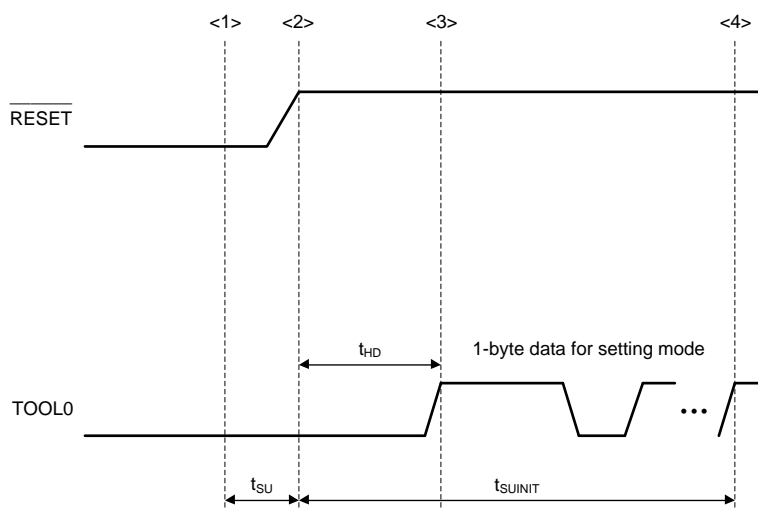 <1> <2> <3> <4>
RESET
tHD 1-byte data for setting mode
TOOL0
•••
tSU tSUINIT